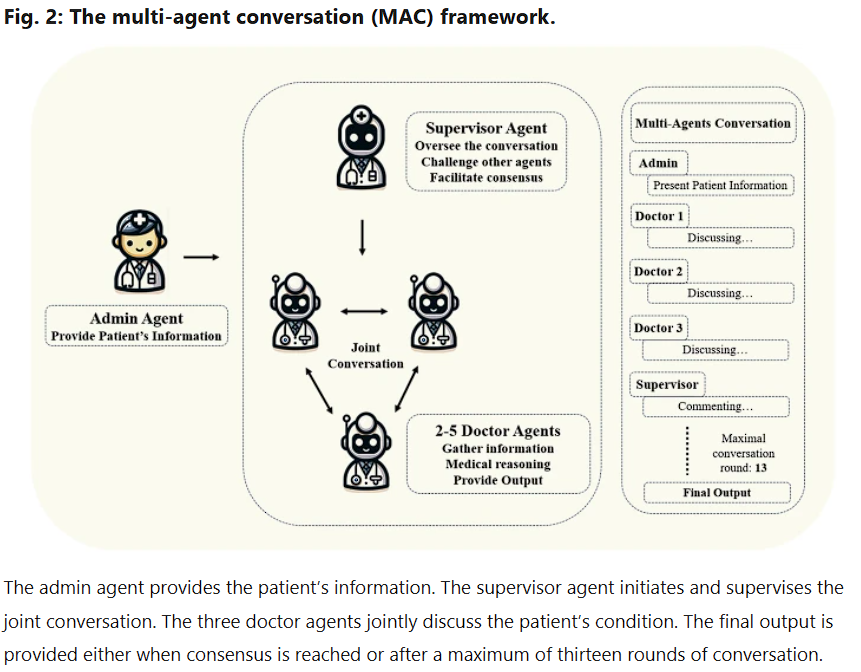 Fig. 2: The multi-agent conversation (MAC) framework.
Supervisor Agent
Oversee the conversation
Challenge other agents
Facilitate consensus
Admin Agent
Provide Patient's Information
Joint
Conversation
2-5 Doctor Agents
Gather information
Medical reasoning
Provide Output
Multi-Agents Conversation
Admin
Present Patient Information
Doctor 1
Discussing…
Doctor 2
Discussing…
Doctor 3
Discussing…
Supervisor
Commenting…
Maximal
conversation
round: 13
Final Output
The admin agent provides the patient's information. The supervisor agent initiates and supervises the
joint conversation. The three doctor agents jointly discuss the patient's condition. The final output is
provided either when consensus is reached or after a maximum of thirteen rounds of conversation.